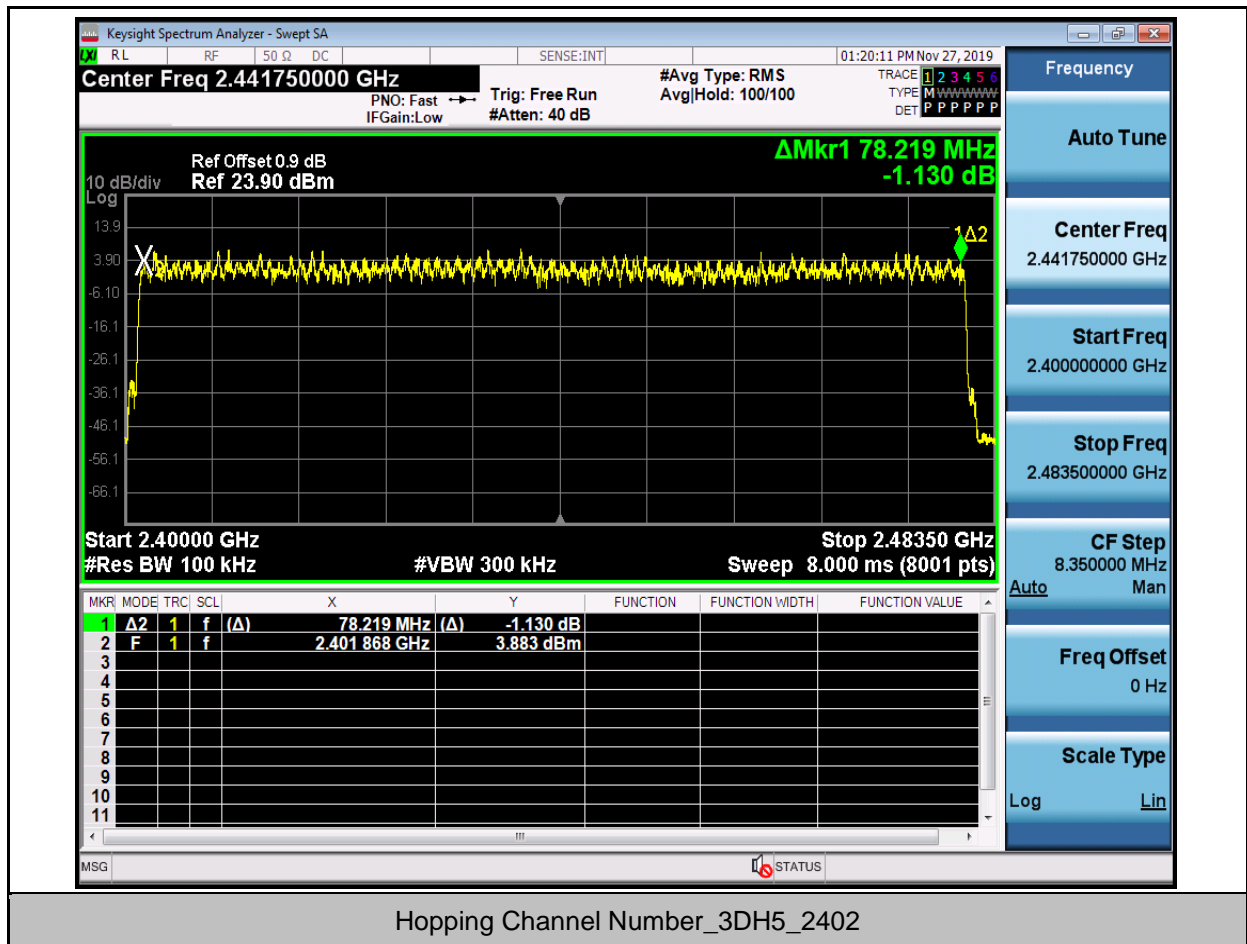 Keysight Spectrum Analyzer - Swept SA
LXI RL RF 50 Ω DC SENSE:INT 01:20:11 PM Nov 27, 2019
Center Freq 2.441750000 GHz #Avg Type: RMS TRACE 1 2 3 4 5 6
PNO: Fast Trig: Free Run Avg|Hold: 100/100 TYPE M WWWWW
IFGain:Low #Atten: 40 dB DET P P P P P P
Frequency
Auto Tune
Center Freq
2.441750000 GHz
Start Freq
2.400000000 GHz
Stop Freq
2.483500000 GHz
CF Step
8.350000 MHz
Auto Man
Freq Offset
0 Hz
Scale Type
Log Lin
ΔMkr1 78.219 MHz
-1.130 dB
Ref Offset 0.9 dB
10 dB/div Ref 23.90 dBm
Log
13.9
3.90
-6.10
-16.1
-26.1
-36.1
-46.1
-56.1
-66.1
X2
1Δ2
Start 2.40000 GHz Stop 2.48350 GHz
#Res BW 100 kHz #VBW 300 kHz Sweep 8.000 ms (8001 pts)
MKR MODE TRC SCL X Y FUNCTION FUNCTION WIDTH FUNCTION VALUE
1 Δ2 1 f (Δ) 78.219 MHz (Δ) -1.130 dB
2 F 1 f 2.401 868 GHz 3.883 dBm
3
4
5
6
7
8
9
10
11
MSG STATUS
Hopping Channel Number_3DH5_2402